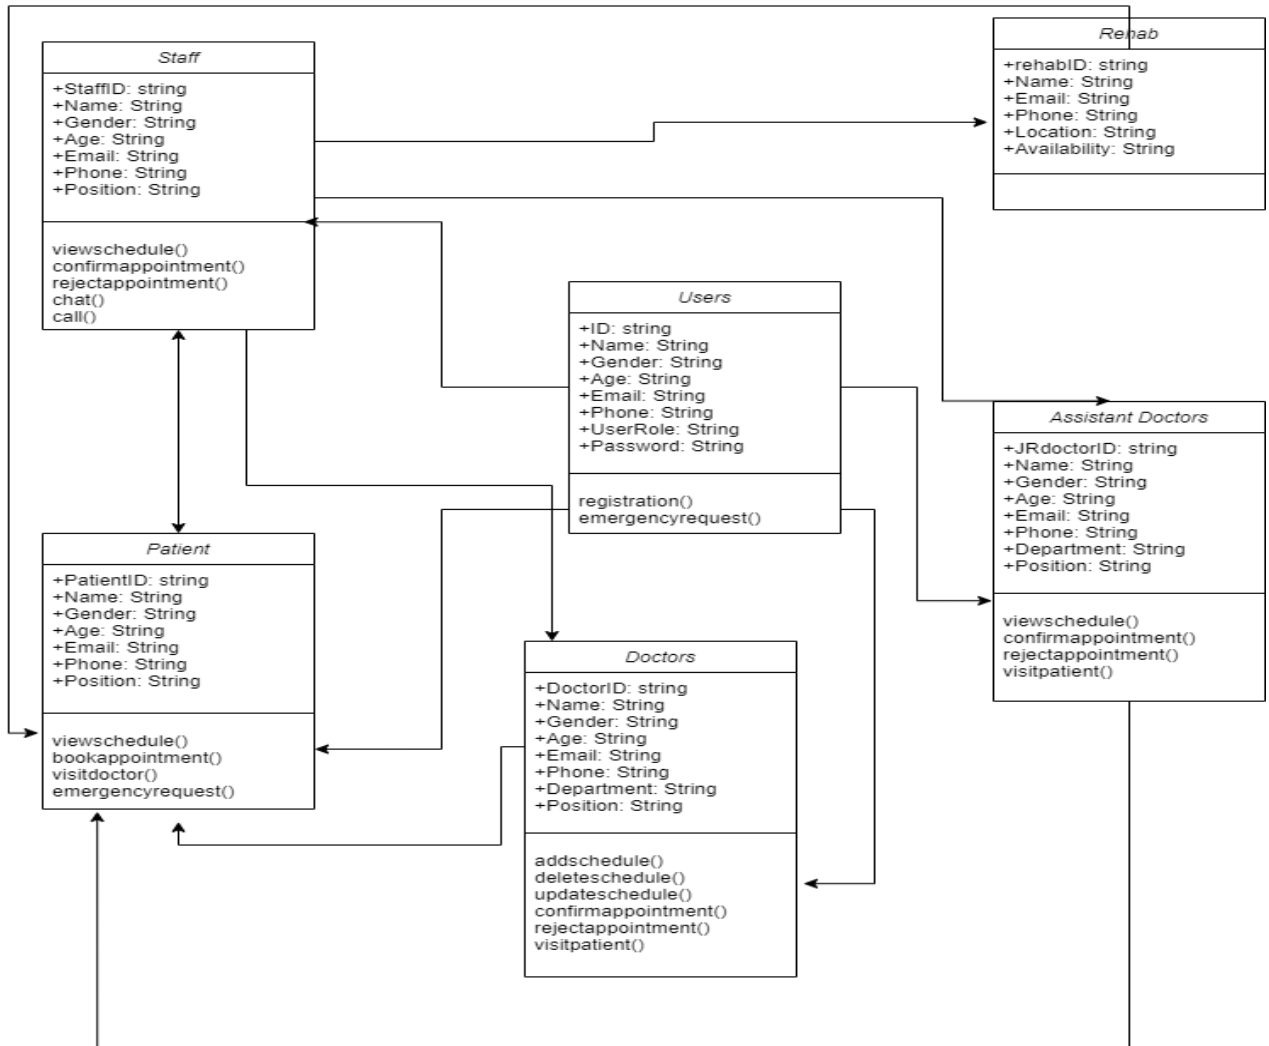 Staff
+StaffID: string
+Name: String
+Gender: String
+Age: String
+Email: String
+Phone: String
+Position: String
viewschedule()
confirmappointment()
rejectappointment()
chat()
call()
Rehab
+rehabID: string
+Name: String
+Email: String
+Phone: String
+Location: String
+Availability: String
Users
+ID: string
+Name: String
+Gender: String
+Age: String
+Email: String
+Phone: String
+UserRole: String
+Password: String
registration()
emergencyrequest()
Assistant Doctors
+JRdoctorID: string
+Name: String
+Gender: String
+Age: String
+Email: String
+Phone: String
+Department: String
+Position: String
viewschedule()
confirmappointment()
rejectappointment()
visitpatient()
Patient
+PatientID: string
+Name: String
+Gender: String
+Age: String
+Email: String
+Phone: String
+Position: String
viewschedule()
bookappointment()
visitdoctor()
emergencyrequest()
Doctors
+DoctorID: string
+Name: String
+Gender: String
+Age: String
+Email: String
+Phone: String
+Department: String
+Position: String
addschedule()
deleteschedule()
updateschedule()
confirmappointment()
rejectappointment()
visitpatient()